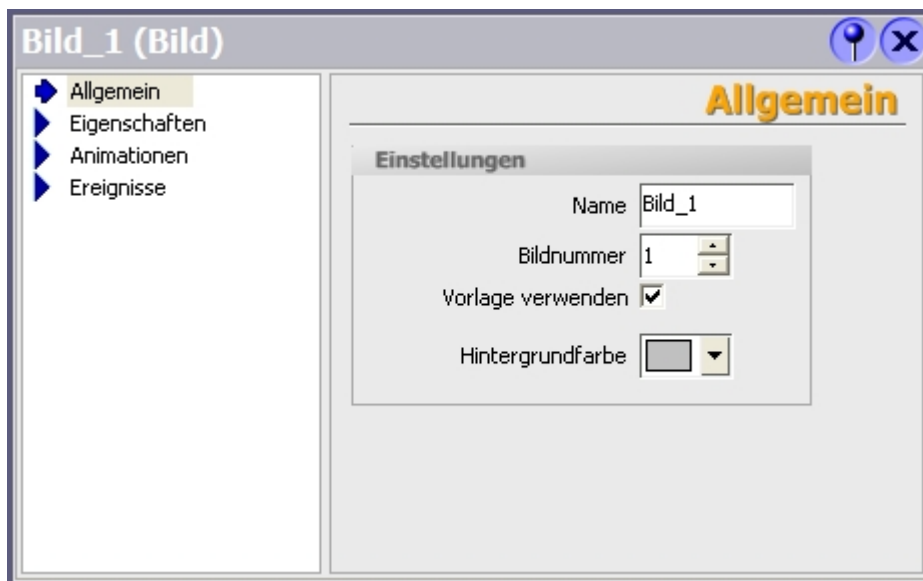 Bild_1 (Bild)
Allgemein
Eigenschaften
Animationen
Ereignisse
Allgemein
Einstellungen
Name Bild_1
Bildnummer 1
Vorlage verwenden
Hintergrundfarbe